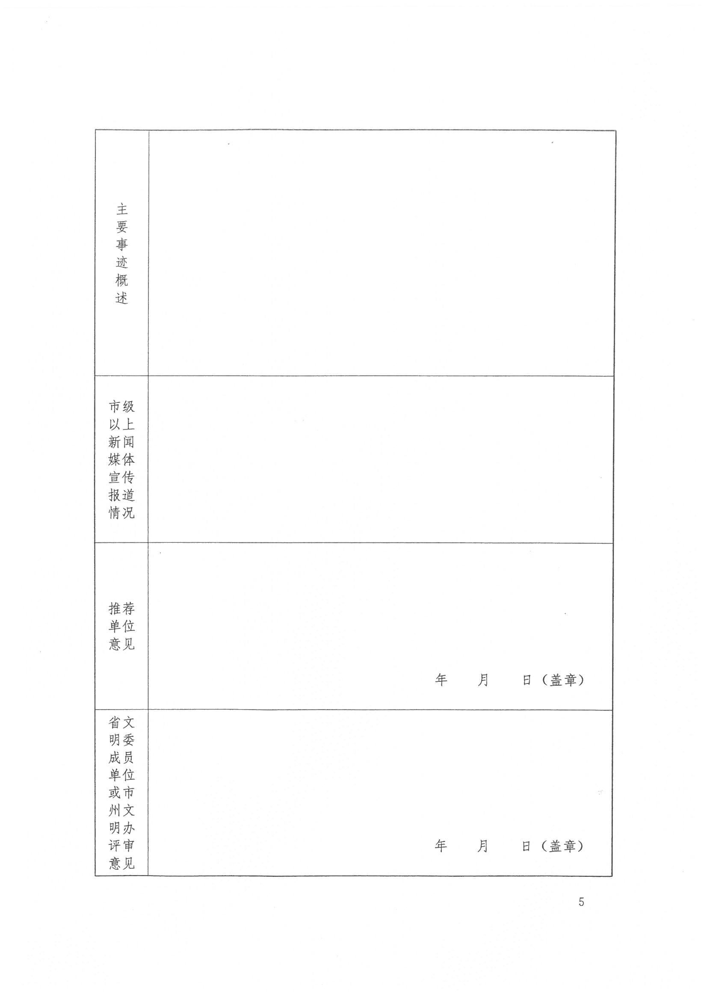 主
要
事
迹
概
述
市级
以上
新闻
媒体
宣传
报道
情况
推荐
单位
意见
年 月 日（盖章）
省文
明委
成员
单位
或市
州文
明办
评审
意见
年 月 日（盖章）
5